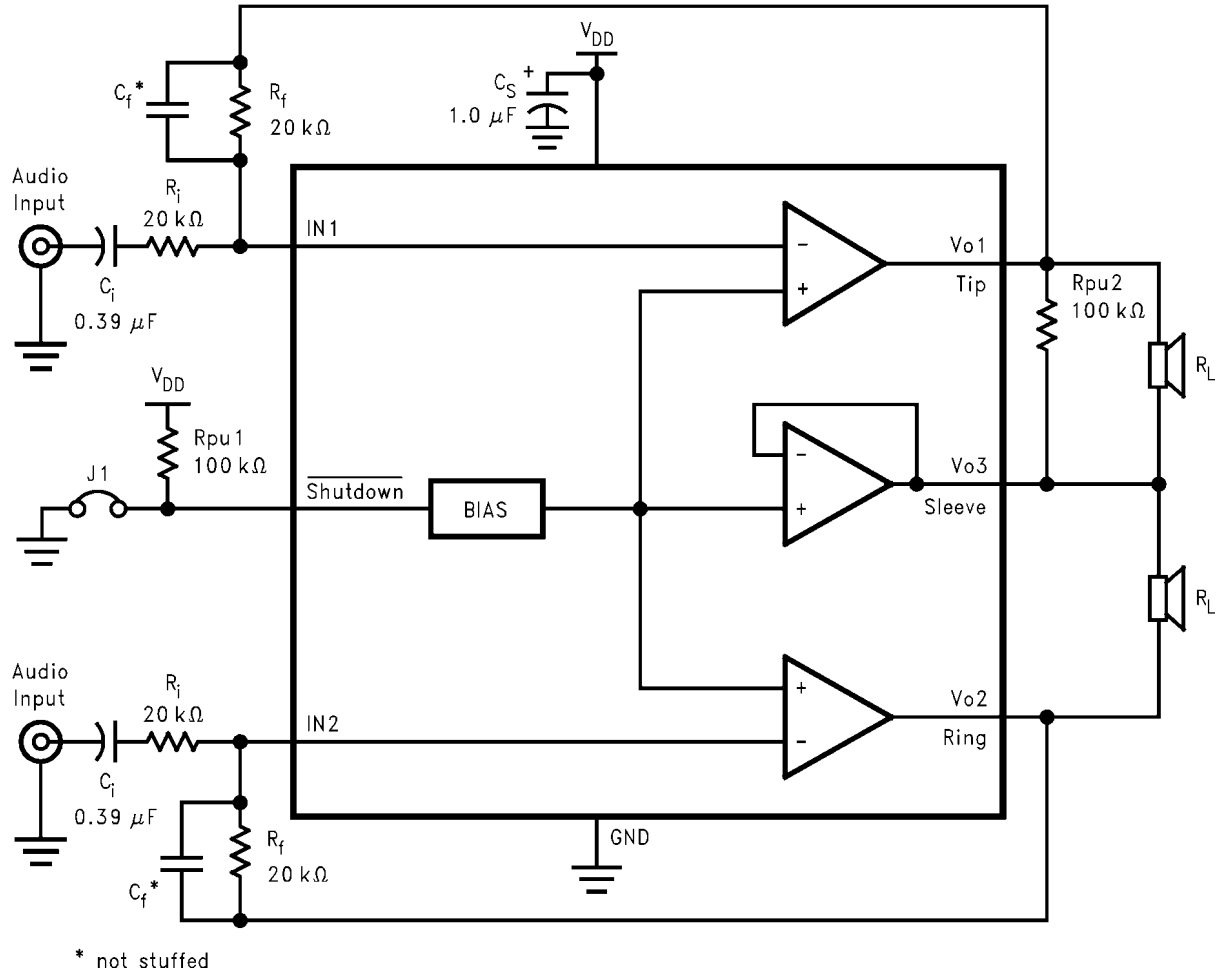 V_DD
C_f*
R_f
20 kΩ
C_S +
1.0 μF
Audio
Input
R_i
20 kΩ
C_i
0.39 μF
IN1
-
+
Vo1
Tip
Rpu2
100 kΩ
R_L
V_DD
Rpu1
100 kΩ
J1
Shutdown
BIAS
-
+
Vo3
Sleeve
R_L
Audio
Input
R_i
20 kΩ
C_i
0.39 μF
IN2
+
-
Vo2
Ring
R_f
20 kΩ
C_f*
GND
* not stuffed